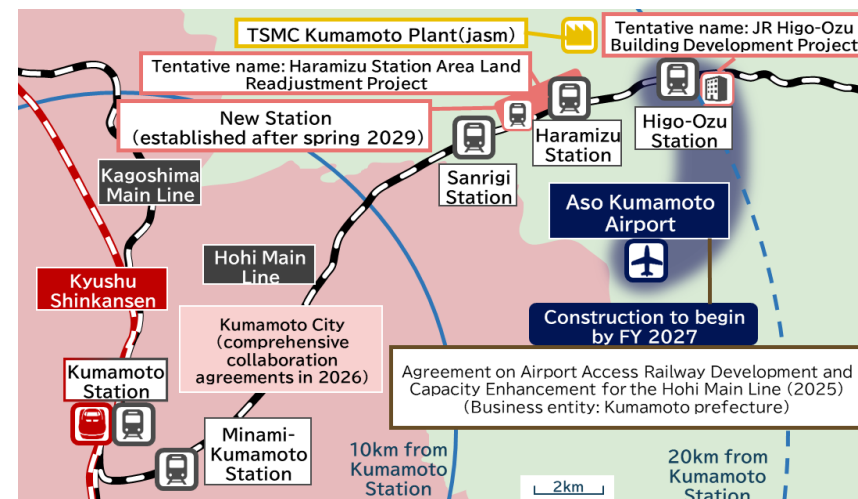 TSMC Kumamoto Plant(jasm)
Tentative name: JR Higo-Ozu
Building Development Project
Tentative name: Haramizu Station Area Land
Readjustment Project
New Station
(established after spring 2029)
Haramizu
Station
Higo-Ozu
Station
Sanrigi
Station
Kagoshima
Main Line
Aso Kumamoto
Airport
Hohi Main
Line
Kyushu
Shinkansen
Construction to begin
by FY 2027
Kumamoto City
(comprehensive
collaboration
agreements in 2026)
Kumamoto
Station
Agreement on Airport Access Railway Development and
Capacity Enhancement for the Hohi Main Line (2025)
(Business entity: Kumamoto prefecture)
Minami-
Kumamoto
Station
10km from
Kumamoto
Station
20km from
Kumamoto
Station
2km